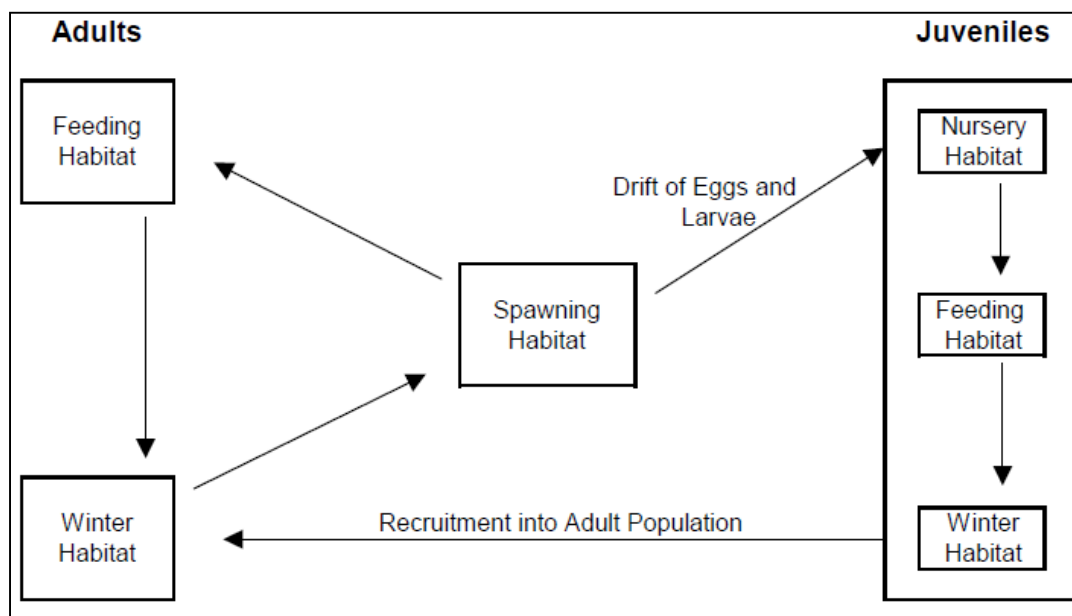 Adults
Juveniles
Feeding
Habitat
Nursery
Habitat
Drift of Eggs and
Larvae
Spawning
Habitat
Feeding
Habitat
Winter
Habitat
Recruitment into Adult Population
Winter
Habitat